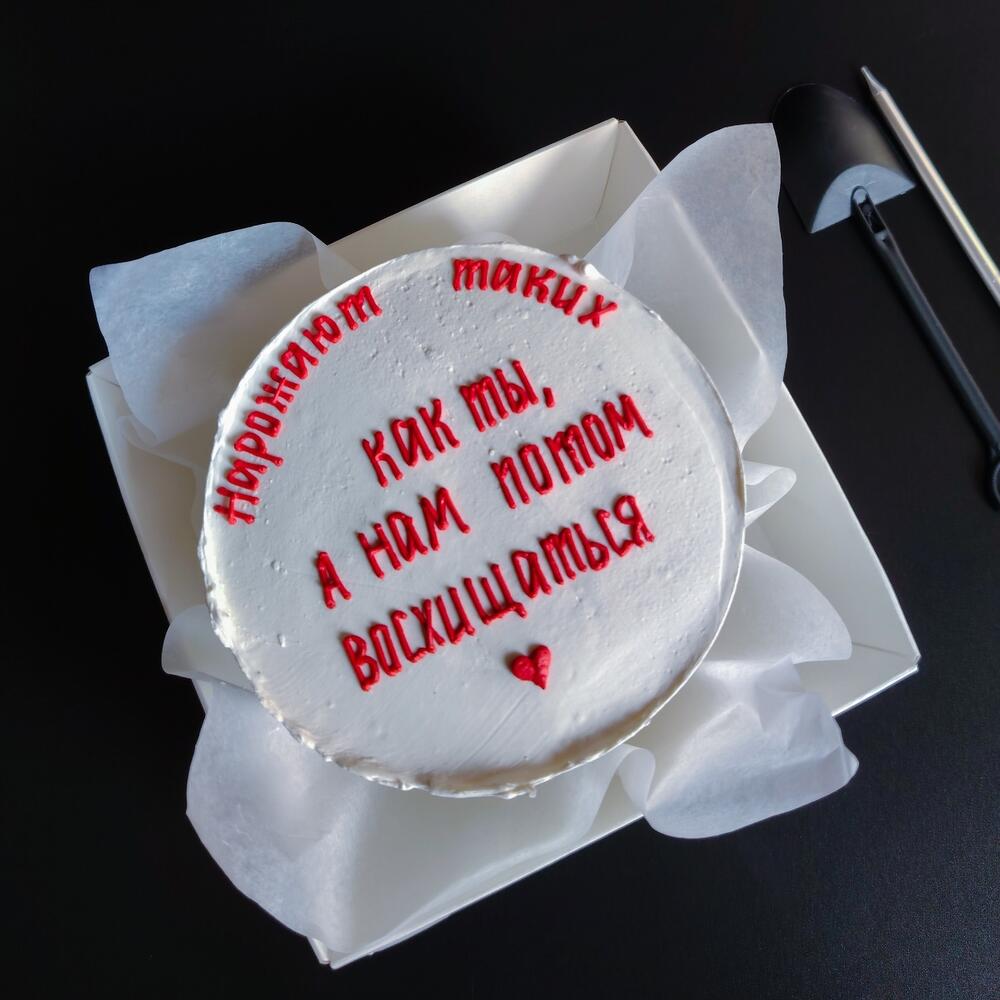 Нарожают таких
как ты,
а нам потом
восхищаться